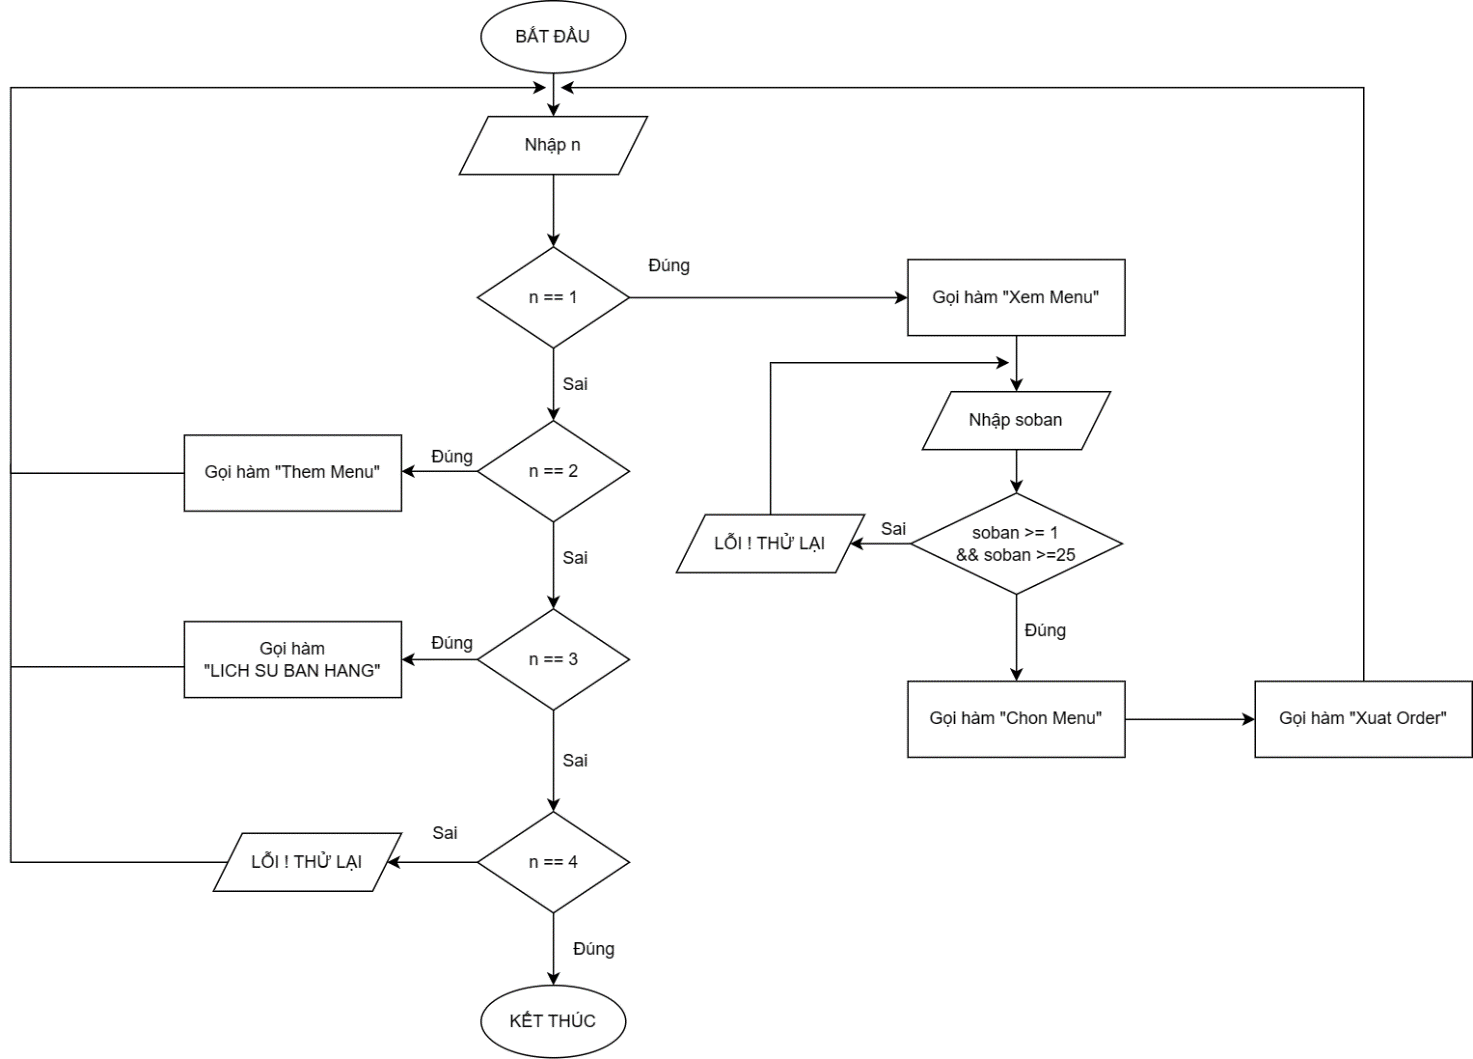 BẮT ĐẦU
Nhập n
n == 1
Đúng
Gọi hàm "Xem Menu"
Sai
Nhập soban
Gọi hàm "Them Menu"
Đúng
n == 2
LỖI ! THỬ LẠI
Sai
soban >= 1
&& soban >=25
Sai
Đúng
Gọi hàm
"LICH SU BAN HANG"
Đúng
n == 3
Gọi hàm "Chon Menu"
Gọi hàm "Xuat Order"
Sai
LỖI ! THỬ LẠI
Sai
n == 4
Đúng
KẾT THÚC